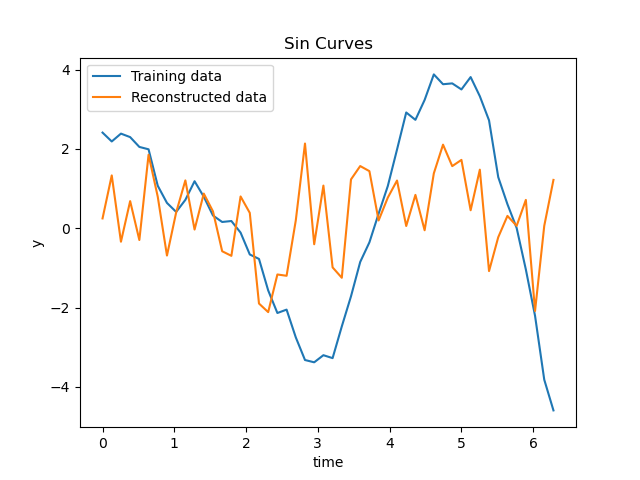 Sin Curves
Training data
Reconstructed data
4
2
0
−2
−4
y
0 1 2 3 4 5 6
time